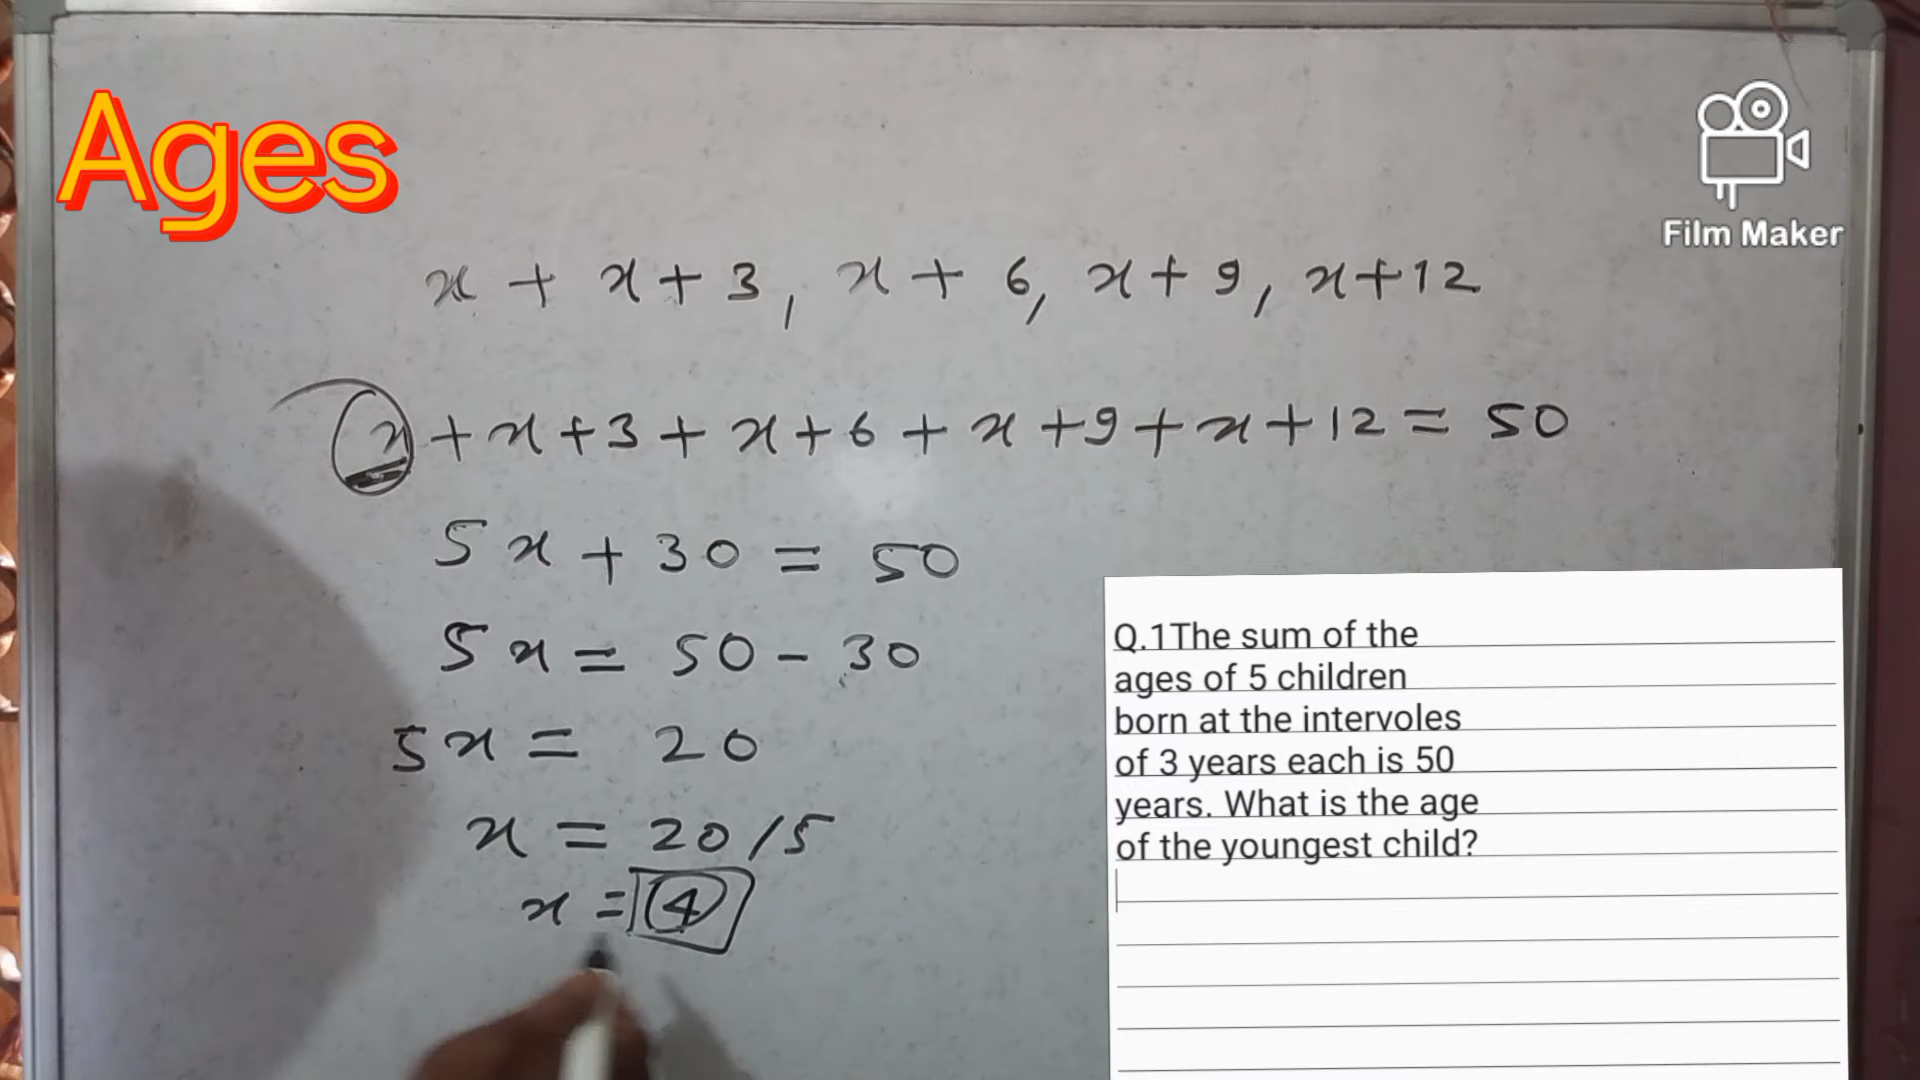 Ages
Film Maker
x + x + 3, x + 6, x + 9, x + 12
x + x + 3 + x + 6 + x + 9 + x + 12 = 50
5x + 30 = 50
5x = 50 - 30
5x = 20
x = 20/5
x = 4
Q.1The sum of the
ages of 5 children
born at the intervoles
of 3 years each is 50
years. What is the age
of the youngest child?